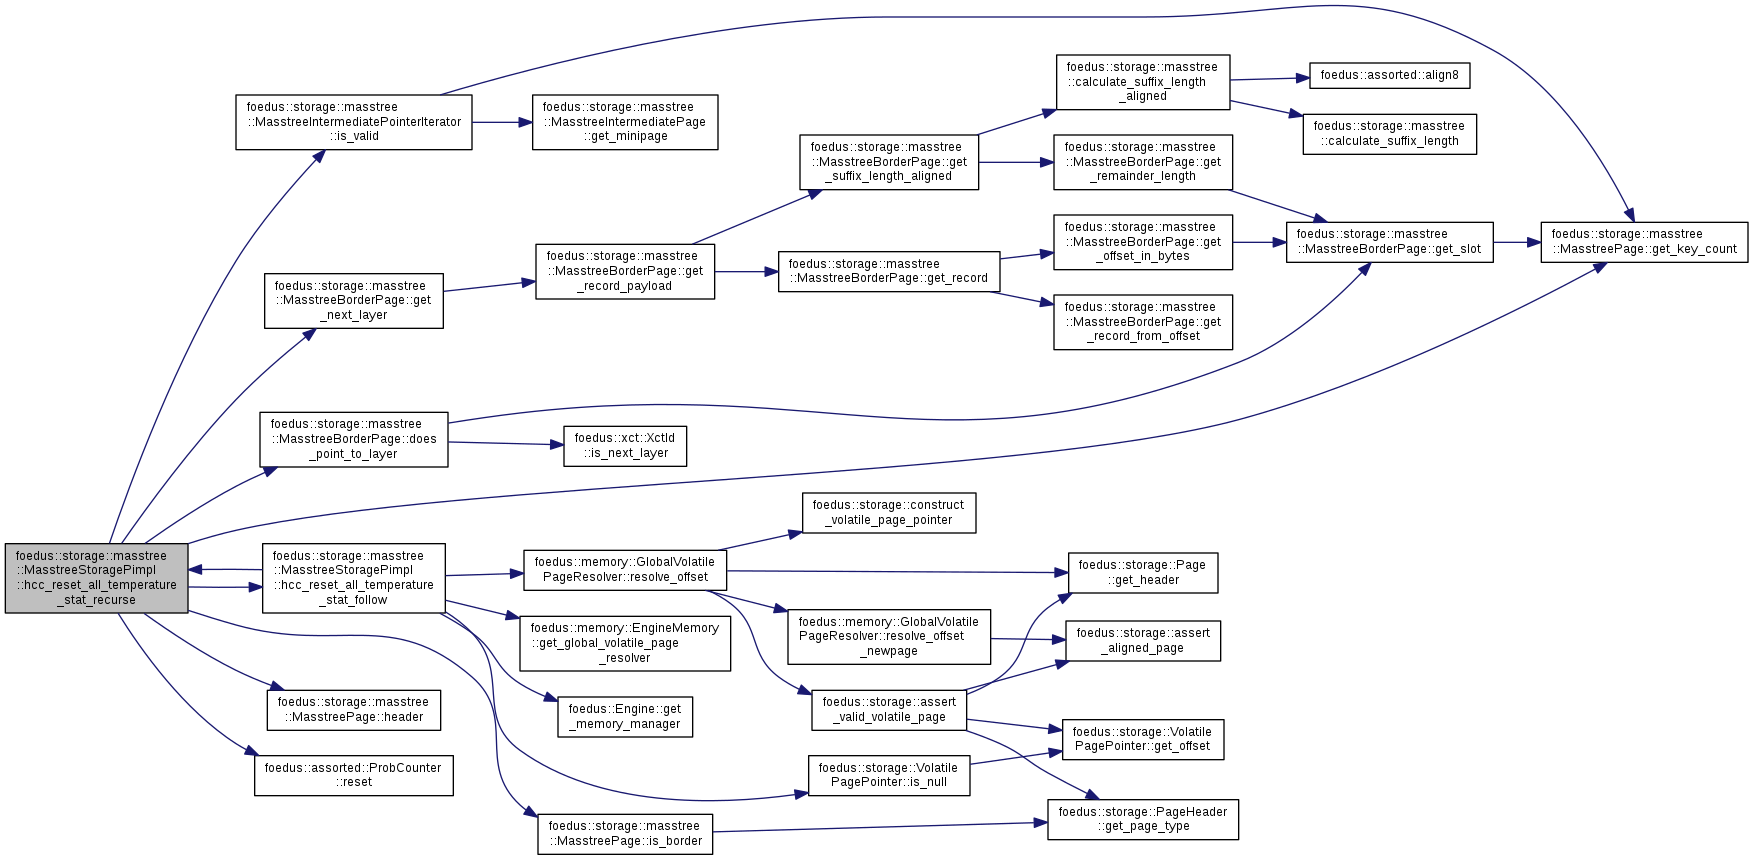 foedus::storage::masstree
::MasstreeStoragePimpl
::hcc_reset_all_temperature
_stat_recurse
foedus::storage::masstree
::MasstreeIntermediatePointerIterator
::is_valid
foedus::storage::masstree
::MasstreeIntermediatePage
::get_minipage
foedus::storage::masstree
::MasstreeBorderPage::get
_next_layer
foedus::storage::masstree
::MasstreeBorderPage::get
_record_payload
foedus::storage::masstree
::MasstreeBorderPage::get
_suffix_length_aligned
foedus::storage::masstree
::calculate_suffix_length
_aligned
foedus::assorted::align8
foedus::storage::masstree
::calculate_suffix_length
foedus::storage::masstree
::MasstreeBorderPage::get
_remainder_length
foedus::storage::masstree
::MasstreeBorderPage::get_record
foedus::storage::masstree
::MasstreeBorderPage::get
_offset_in_bytes
foedus::storage::masstree
::MasstreeBorderPage::get
_record_from_offset
foedus::storage::masstree
::MasstreeBorderPage::get_slot
foedus::storage::masstree
::MasstreePage::get_key_count
foedus::storage::masstree
::MasstreeBorderPage::does
_point_to_layer
foedus::xct::XctId
::is_next_layer
foedus::storage::masstree
::MasstreeStoragePimpl
::hcc_reset_all_temperature
_stat_follow
foedus::memory::GlobalVolatile
PageResolver::resolve_offset
foedus::storage::construct
_volatile_page_pointer
foedus::storage::Page
::get_header
foedus::memory::EngineMemory
::get_global_volatile_page
_resolver
foedus::memory::GlobalVolatile
PageResolver::resolve_offset
_newpage
foedus::storage::assert
_aligned_page
foedus::storage::masstree
::MasstreePage::header
foedus::Engine::get
_memory_manager
foedus::storage::assert
_valid_volatile_page
foedus::storage::Volatile
PagePointer::get_offset
foedus::assorted::ProbCounter
::reset
foedus::storage::Volatile
PagePointer::is_null
foedus::storage::masstree
::MasstreePage::is_border
foedus::storage::PageHeader
::get_page_type